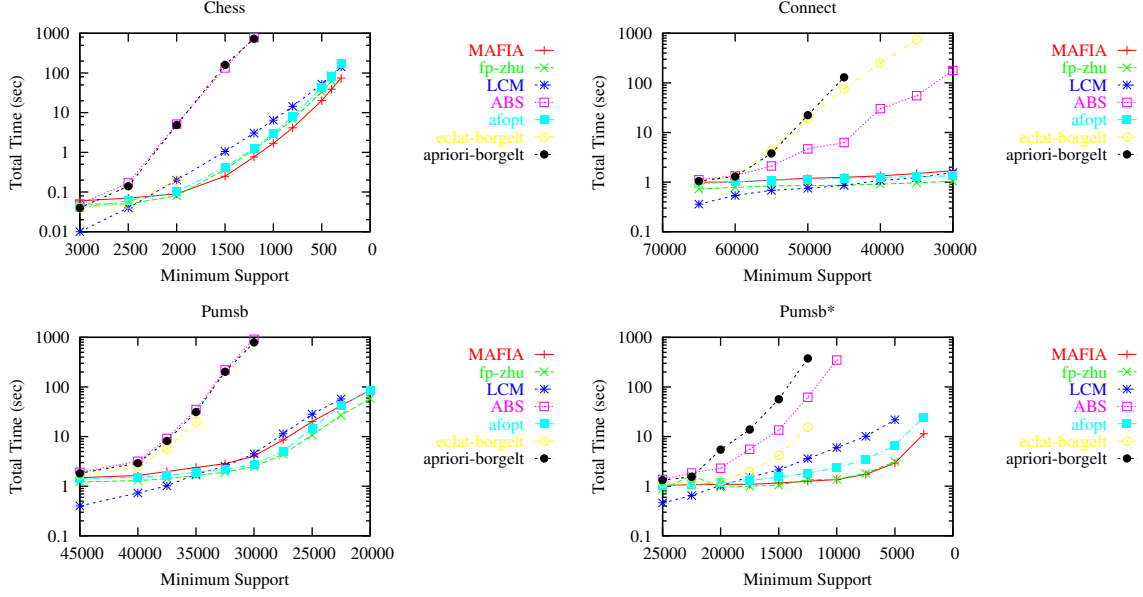 Chess
Total Time (sec)
1000
100
10
1
0.1
0.01
3000 2500 2000 1500 1000 500 0
Minimum Support
MAFIA
fp-zhu
LCM
ABS
afopt
eclat-borgelt
apriori-borgelt
Connect
Total Time (sec)
1000
100
10
1
0.1
70000 60000 50000 40000 30000
Minimum Support
MAFIA
fp-zhu
LCM
ABS
afopt
eclat-borgelt
apriori-borgelt
Pumsb
Total Time (sec)
1000
100
10
1
0.1
45000 40000 35000 30000 25000 20000
Minimum Support
MAFIA
fp-zhu
LCM
ABS
afopt
eclat-borgelt
apriori-borgelt
Pumsb*
Total Time (sec)
1000
100
10
1
0.1
25000 20000 15000 10000 5000 0
Minimum Support
MAFIA
fp-zhu
LCM
ABS
afopt
eclat-borgelt
apriori-borgelt